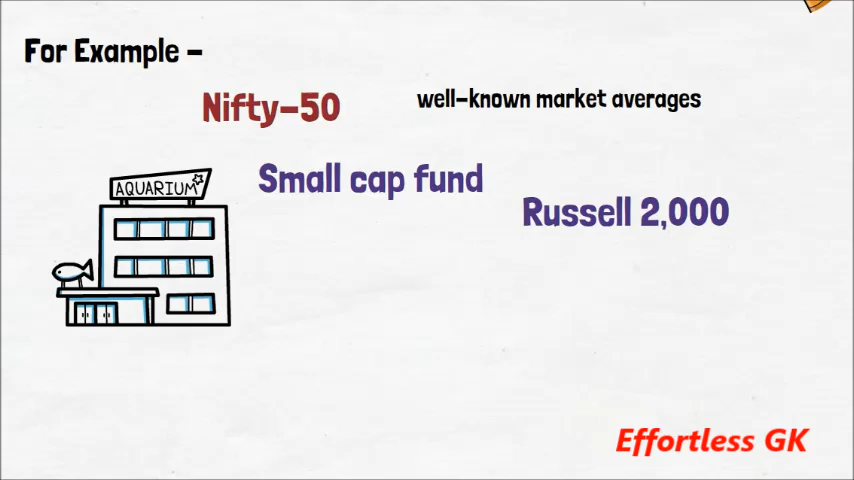 For Example –
Nifty-50
well-known market averages
AQUARIUM
Small cap fund
Russell 2,000
Effortless GK